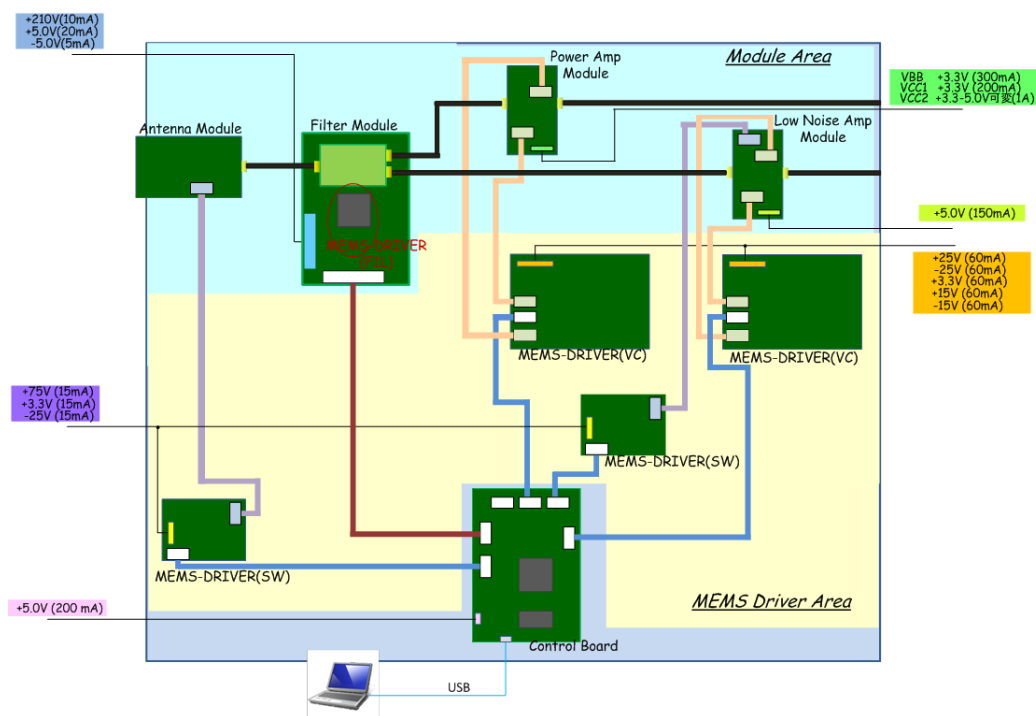 +210V(10mA)
+5.0V(20mA)
-5.0V(5mA)
Power Amp
Module
Module Area
VBB +3.3V (300mA)
VCC1 +3.3V (200mA)
VCC2 +3.3-5.0V可変(1A)
Antenna Module
Filter Module
Low Noise Amp
Module
+5.0V (150mA)
MEMS-DRIVER
(FIL)
+25V (60mA)
-25V (60mA)
+3.3V (60mA)
+15V (60mA)
-15V (60mA)
MEMS-DRIVER(VC)
MEMS-DRIVER(VC)
+75V (15mA)
+3.3V (15mA)
-25V (15mA)
MEMS-DRIVER(SW)
MEMS-DRIVER(SW)
+5.0V (200 mA)
MEMS Driver Area
Control Board
USB